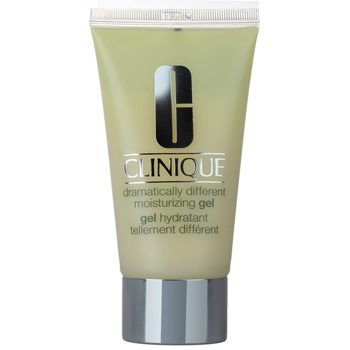 C
CLINIQUE
dramatically different
moisturizing gel
gel hydratant
tellement différent